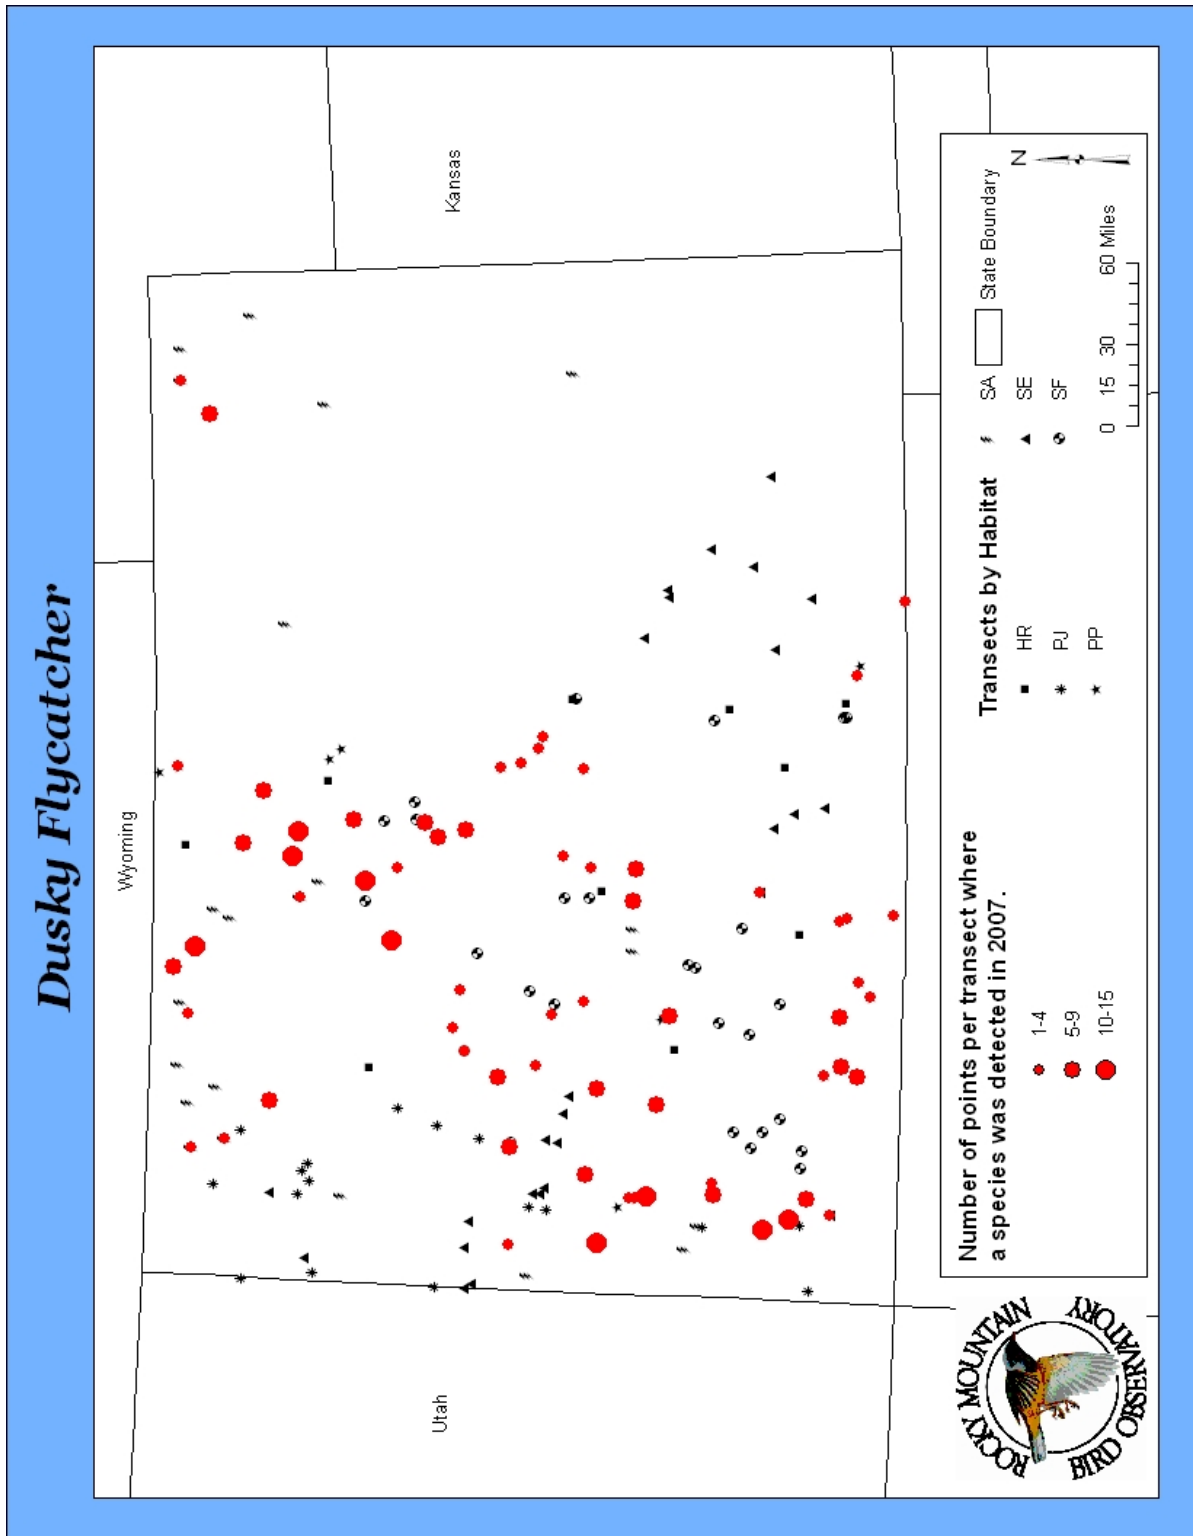 Dusky Flycatcher
Wyoming
Utah
Kansas
Number of points per transect where
a species was detected in 2007.
1-4
5-9
10-15
Transects by Habitat
HR
PJ
PP
SA
SE
SF
State Boundary
N
0 15 30 60 Miles
ROCKY MOUNTAIN
BIRD OBSERVATORY